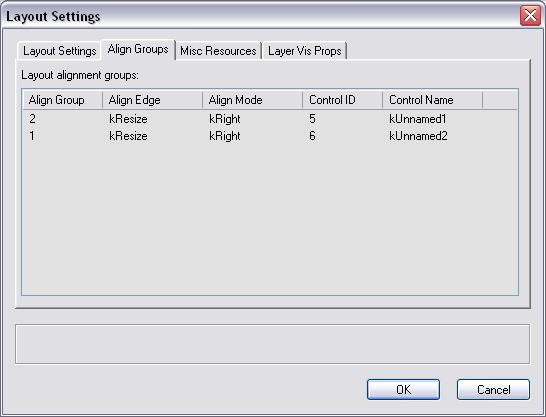 Layout Settings
Layout Settings Align Groups Misc Resources Layer Vis Props
Layout alignment groups:
Align Group Align Edge Align Mode Control ID Control Name
2 kResize kRight 5 kUnnamed1
1 kResize kRight 6 kUnnamed2
OK Cancel